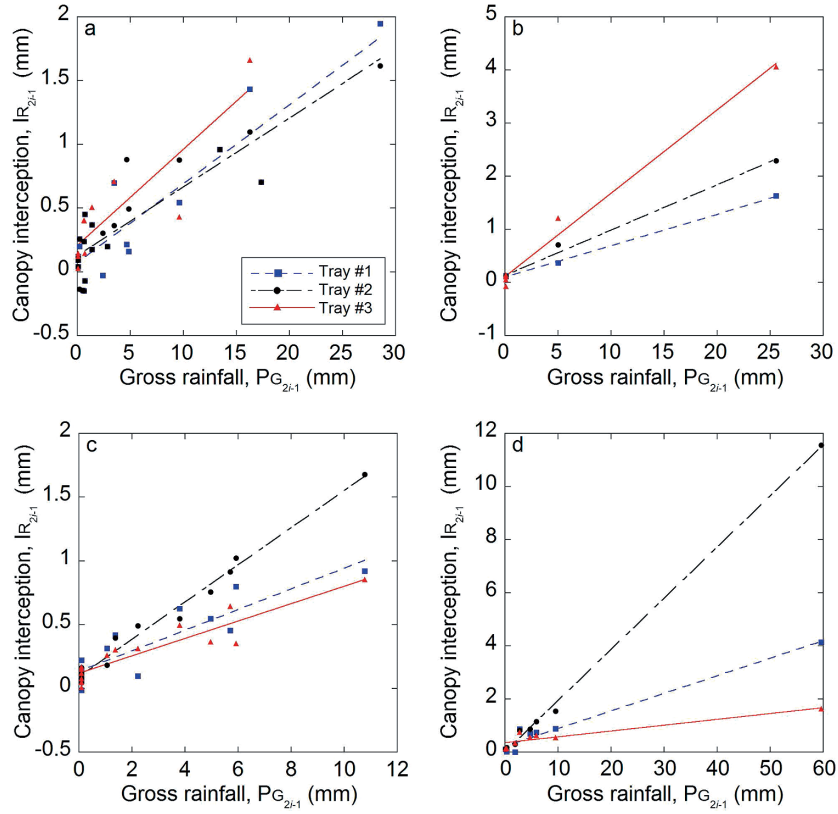 a
2
1.5
1
0.5
0
-0.5
Canopy interception, IR2i-1 (mm)
0 5 10 15 20 25 30
Gross rainfall, PG2i-1 (mm)
Tray #1
Tray #2
Tray #3
b
5
4
3
2
1
0
-1
Canopy interception, IR2i-1 (mm)
0 5 10 15 20 25 30
Gross rainfall, PG2i-1 (mm)
c
2
1.5
1
0.5
0
-0.5
Canopy interception, IR2i-1 (mm)
0 2 4 6 8 10 12
Gross rainfall, PG2i-1 (mm)
d
12
10
8
6
4
2
0
Canopy interception, IR2i-1 (mm)
0 10 20 30 40 50 60
Gross rainfall, PG2i-1 (mm)